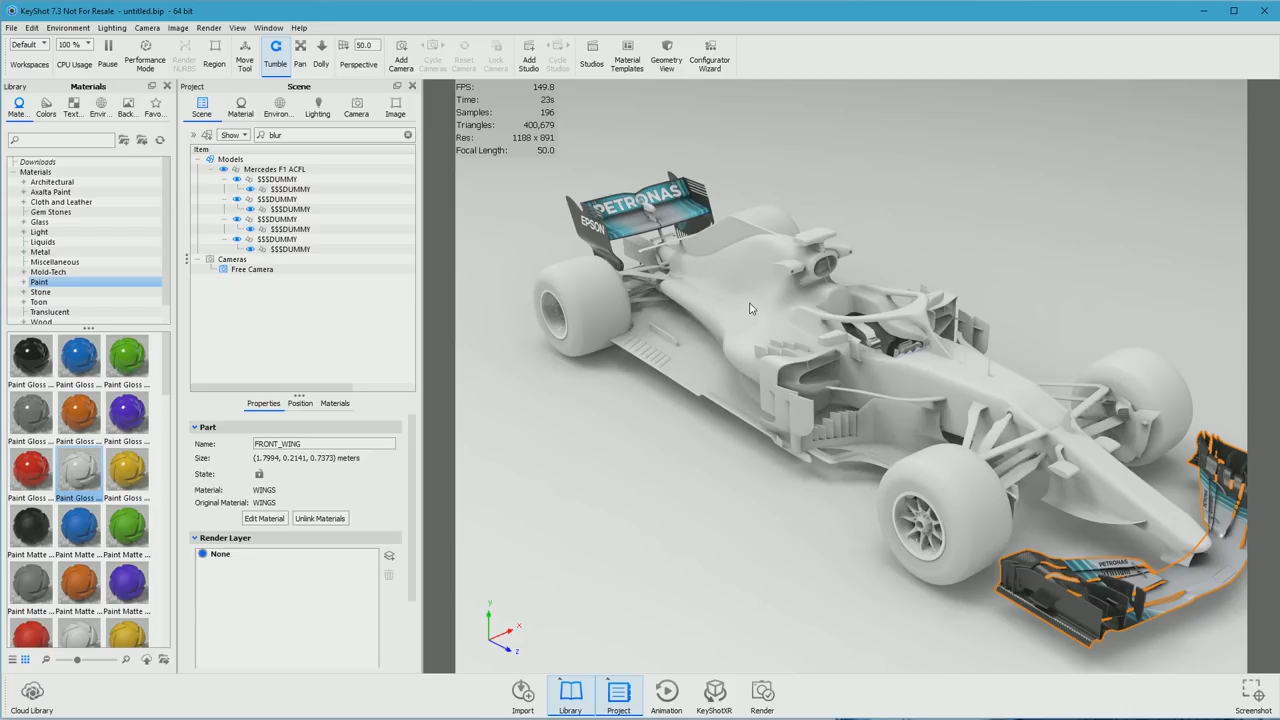 KeyShot 7.3 Not For Resale - untitled.bip - 64 bit
File Edit Environment Lighting Camera Image Render View Window Help
Default 100 % 50.0
Workspaces CPU Usage Pause Performance Mode Render NURBS Region Move Tool Tumble Pan Dolly Perspective Add Camera Cycle Cameras Reset Camera Lock Camera Add Studio Cycle Studios Studios Material Templates Geometry View Configurator Wizard
Library Materials
Mate... Colors Text... Envir... Back... Favo...
Downloads
Materials
Architectural
Axalta Paint
Cloth and Leather
Gem Stones
Glass
Light
Liquids
Metal
Miscellaneous
Mold-Tech
Paint
Stone
Toon
Translucent
Wood
Paint Gloss ... Paint Gloss ... Paint Gloss ...
Paint Gloss ... Paint Gloss ... Paint Gloss ...
Paint Gloss ... Paint Gloss ... Paint Gloss ...
Paint Matte ... Paint Matte ... Paint Matte ...
Paint Matte ... Paint Matte ... Paint Matte ...
Project Scene
Scene Material Environ... Lighting Camera Image
Show blur
Item
Models
Mercedes F1 ACFL
$$$DUMMY
$$$DUMMY
$$$DUMMY
$$$DUMMY
$$$DUMMY
$$$DUMMY
$$$DUMMY
$$$DUMMY
Cameras
Free Camera
Properties Position Materials
Part
Name: FRONT_WING
Size: (1.7994, 0.2141, 0.7373) meters
State:
Material: WINGS
Original Material: WINGS
Edit Material Unlink Materials
Render Layer
None
FPS: 149.8
Time: 23s
Samples: 196
Triangles: 400,679
Res: 1188 x 891
Focal Length: 50.0
PETRONAS
EPSON
PETRONAS
y
x
z
Cloud Library Import Library Project Animation KeyShotXR Render Screenshot